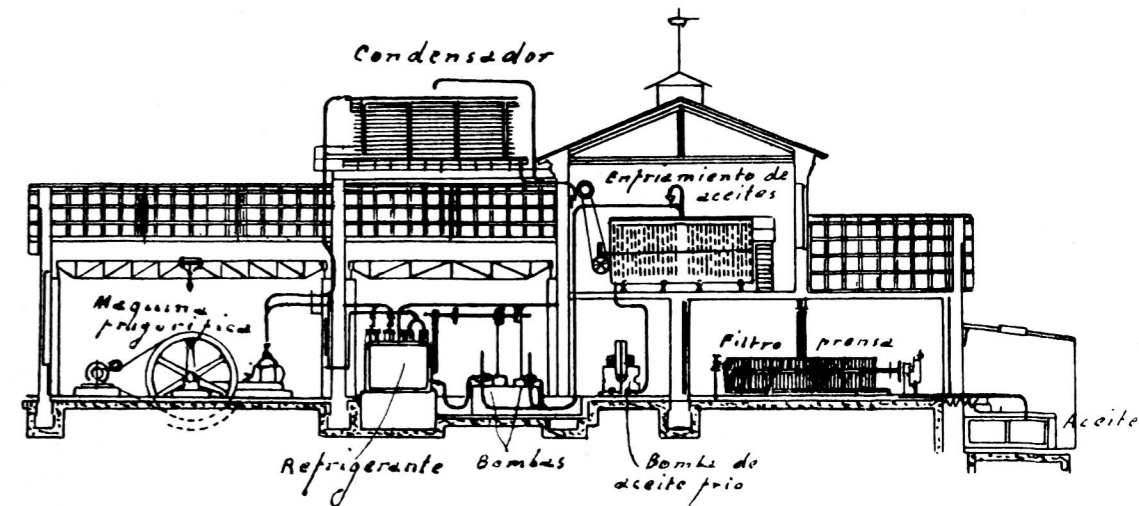 Condensador
Enfriamiento de
aceites
Maquina
frigorifica
Filtro prensa
Aceite
Refrigerante
Bombas
Bomba de
aceite frio